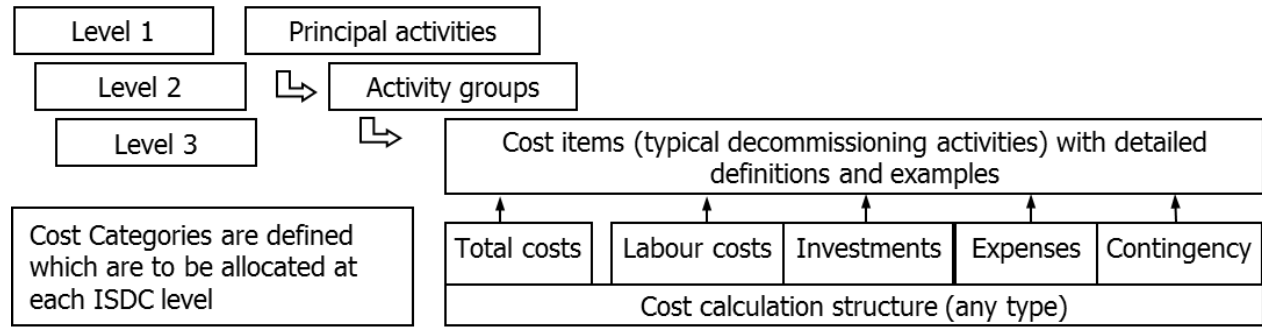 Level 1
Principal activities
Level 2
Activity groups
Level 3
Cost items (typical decommissioning activities) with detailed
definitions and examples
Cost Categories are defined
which are to be allocated at
each ISDC level
Total costs
Labour costs
Investments
Expenses
Contingency
Cost calculation structure (any type)